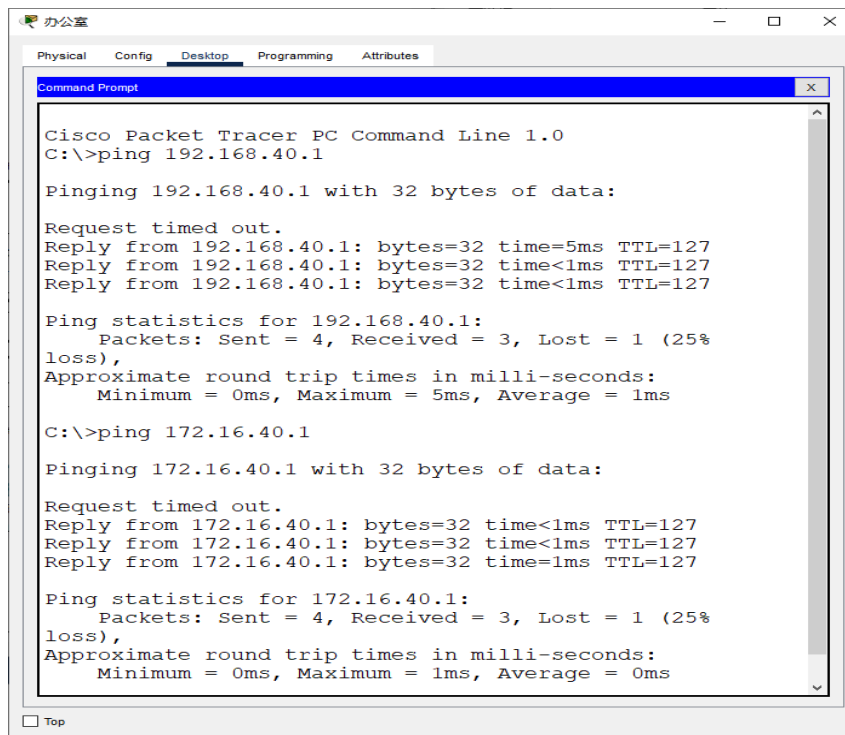 办公室
Physical Config Desktop Programming Attributes
Command Prompt X
Cisco Packet Tracer PC Command Line 1.0
C:\>ping 192.168.40.1
Pinging 192.168.40.1 with 32 bytes of data:
Request timed out.
Reply from 192.168.40.1: bytes=32 time=5ms TTL=127
Reply from 192.168.40.1: bytes=32 time<1ms TTL=127
Reply from 192.168.40.1: bytes=32 time<1ms TTL=127
Ping statistics for 192.168.40.1:
Packets: Sent = 4, Received = 3, Lost = 1 (25%
loss),
Approximate round trip times in milli-seconds:
Minimum = 0ms, Maximum = 5ms, Average = 1ms
C:\>ping 172.16.40.1
Pinging 172.16.40.1 with 32 bytes of data:
Request timed out.
Reply from 172.16.40.1: bytes=32 time<1ms TTL=127
Reply from 172.16.40.1: bytes=32 time<1ms TTL=127
Reply from 172.16.40.1: bytes=32 time=1ms TTL=127
Ping statistics for 172.16.40.1:
Packets: Sent = 4, Received = 3, Lost = 1 (25%
loss),
Approximate round trip times in milli-seconds:
Minimum = 0ms, Maximum = 1ms, Average = 0ms
Top